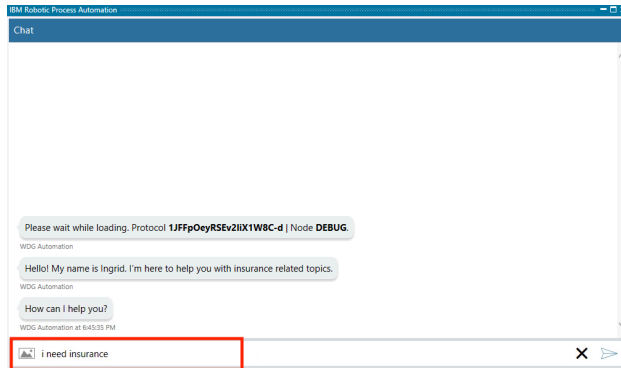 IBM Robotic Process Automation
Chat
Please wait while loading. Protocol 1JFFpOeyRSEv2liX1W8C-d | Node DEBUG.
WDG Automation
Hello! My name is Ingrid. I'm here to help you with insurance related topics.
WDG Automation
How can I help you?
WDG Automation at 6:45:35 PM
i need insurance